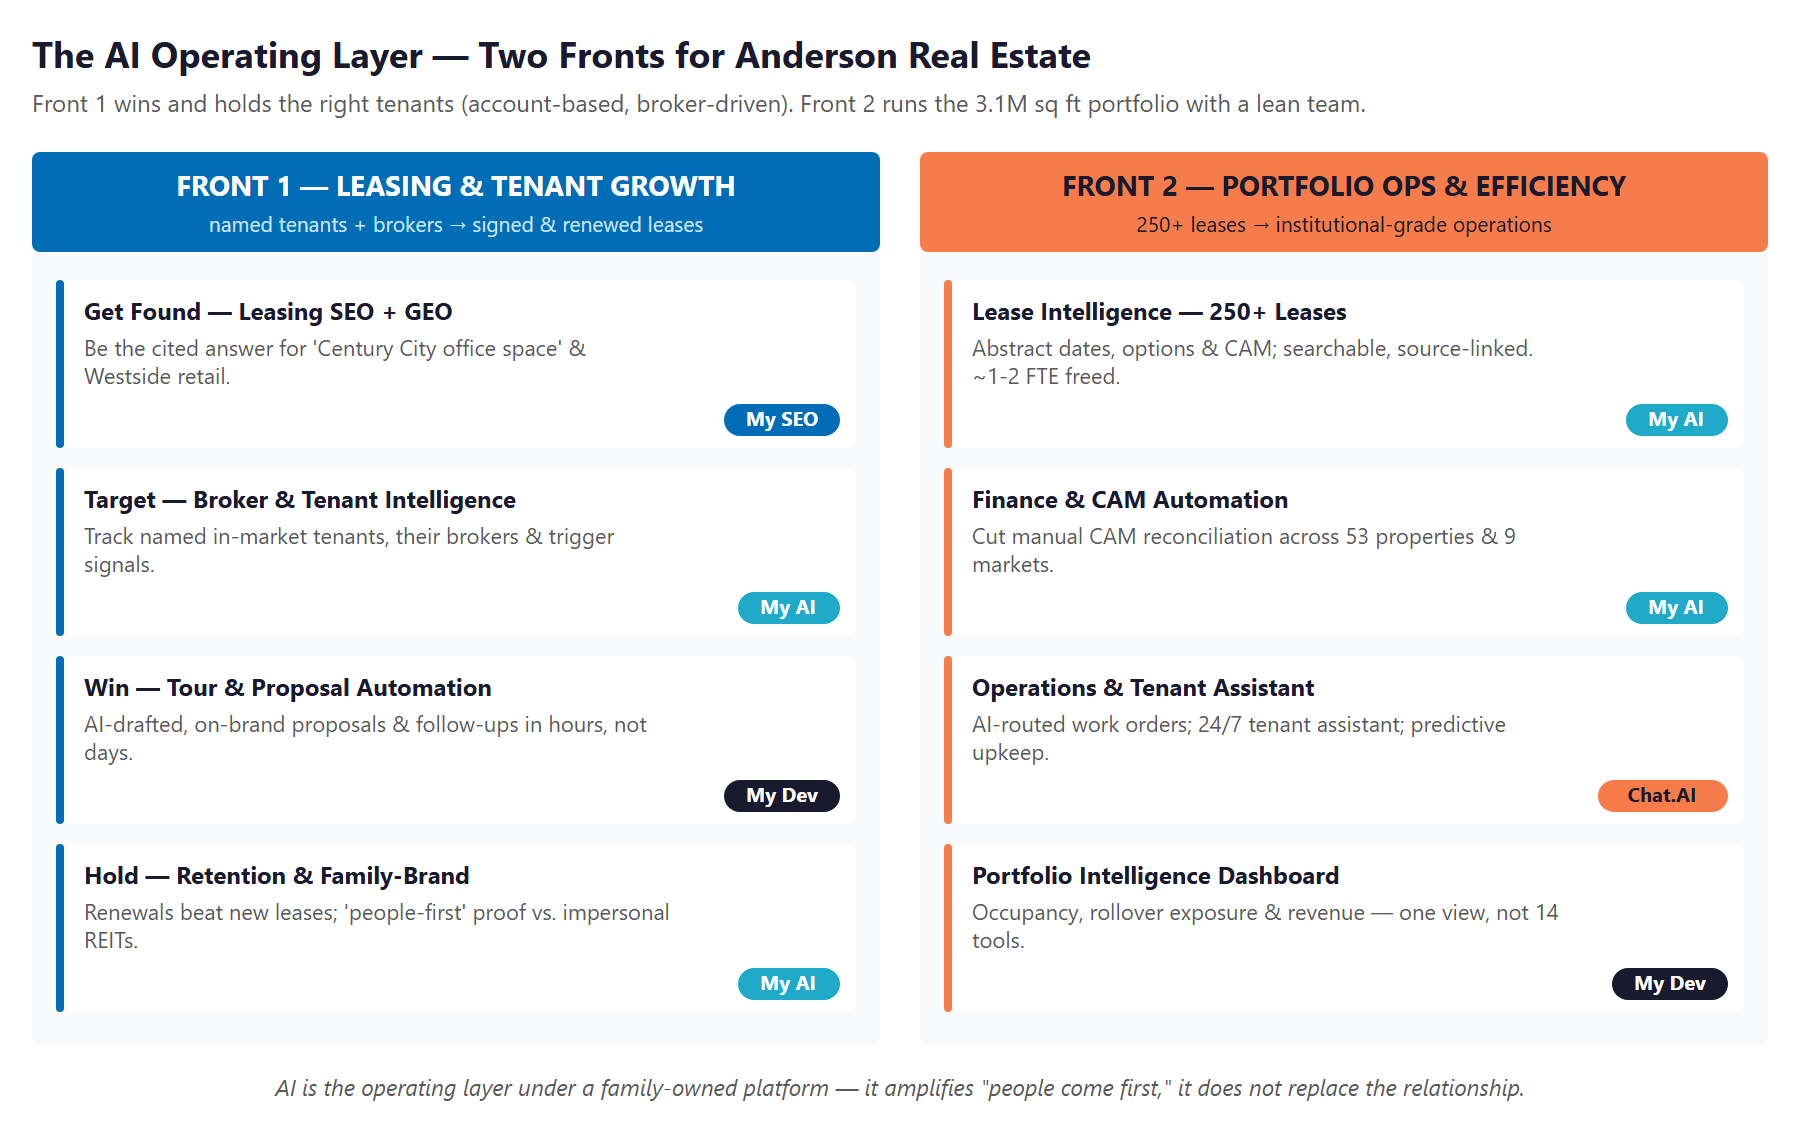 The AI Operating Layer — Two Fronts for Anderson Real Estate
Front 1 wins and holds the right tenants (account-based, broker-driven). Front 2 runs the 3.1M sq ft portfolio with a lean team.
FRONT 1 — LEASING & TENANT GROWTH
named tenants + brokers → signed & renewed leases
Get Found — Leasing SEO + GEO
Be the cited answer for 'Century City office space' &
Westside retail.
My SEO
Target — Broker & Tenant Intelligence
Track named in-market tenants, their brokers & trigger
signals.
My AI
Win — Tour & Proposal Automation
AI-drafted, on-brand proposals & follow-ups in hours, not
days.
My Dev
Hold — Retention & Family-Brand
Renewals beat new leases; 'people-first' proof vs. impersonal
REITs.
My AI
FRONT 2 — PORTFOLIO OPS & EFFICIENCY
250+ leases → institutional-grade operations
Lease Intelligence — 250+ Leases
Abstract dates, options & CAM; searchable, source-linked.
~1-2 FTE freed.
My AI
Finance & CAM Automation
Cut manual CAM reconciliation across 53 properties & 9
markets.
My AI
Operations & Tenant Assistant
AI-routed work orders; 24/7 tenant assistant; predictive
upkeep.
Chat.AI
Portfolio Intelligence Dashboard
Occupancy, rollover exposure & revenue — one view, not 14
tools.
My Dev
AI is the operating layer under a family-owned platform — it amplifies "people come first," it does not replace the relationship.